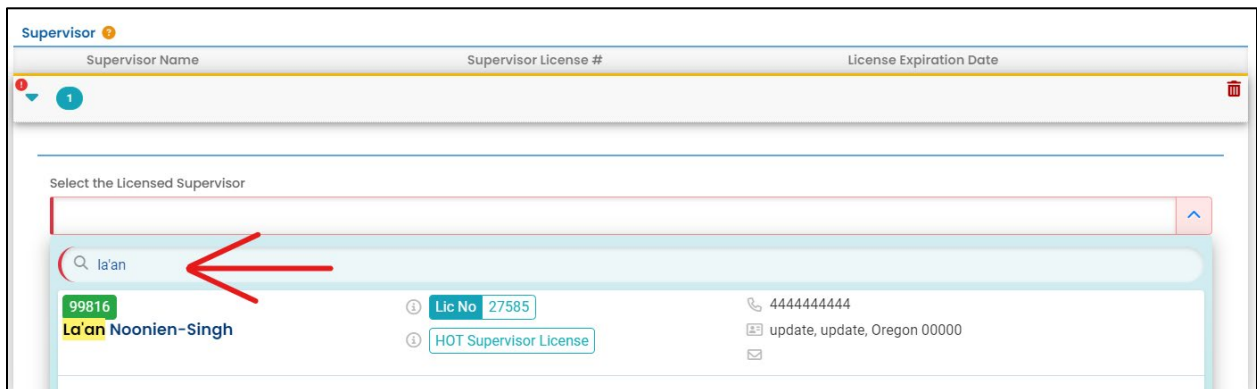 Supervisor ?
Supervisor Name Supervisor License # License Expiration Date
!
1
Select the Licensed Supervisor
la'an
99816 Lic No 27585 4444444444
La'an Noonien-Singh HOT Supervisor License update, update, Oregon 00000